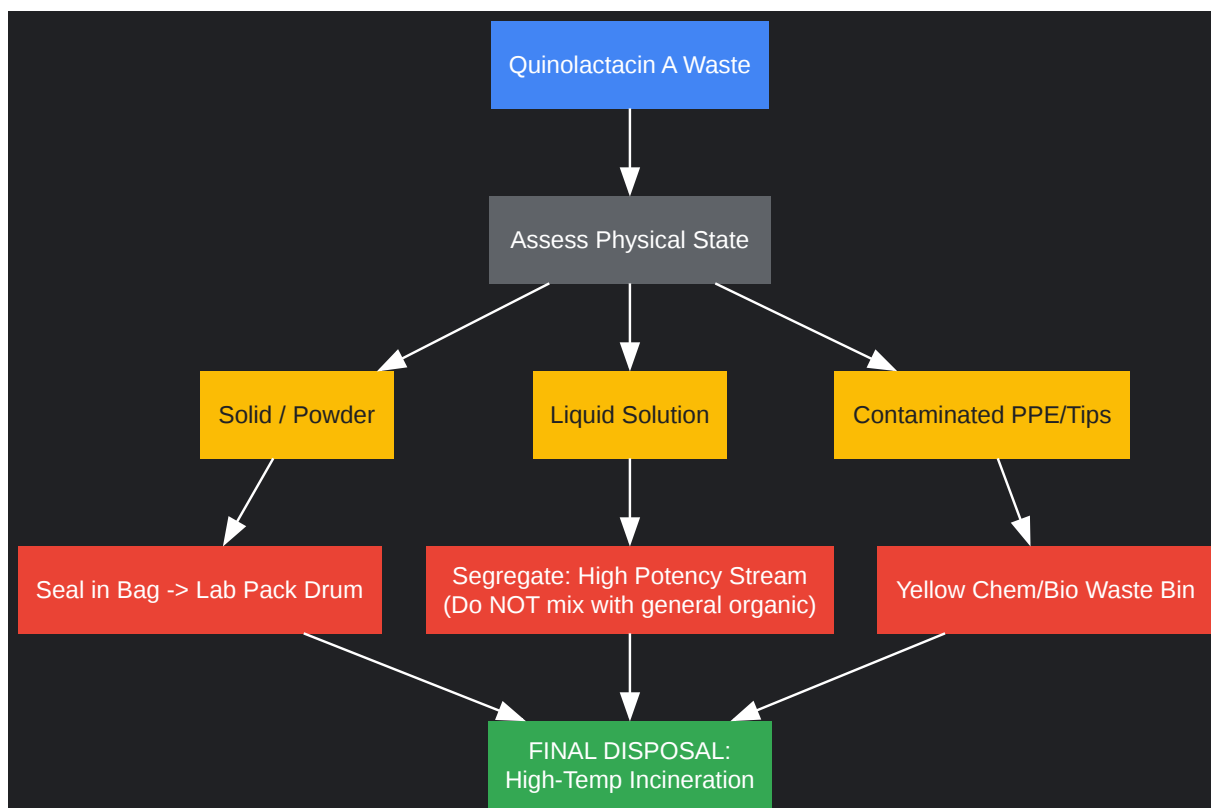 Quinolactacin A Waste
Assess Physical State
Solid / Powder
Liquid Solution
Contaminated PPE/Tips
Seal in Bag -> Lab Pack Drum
Segregate: High Potency Stream
(Do NOT mix with general organic)
Yellow Chem/Bio Waste Bin
FINAL DISPOSAL:
High-Temp Incineration